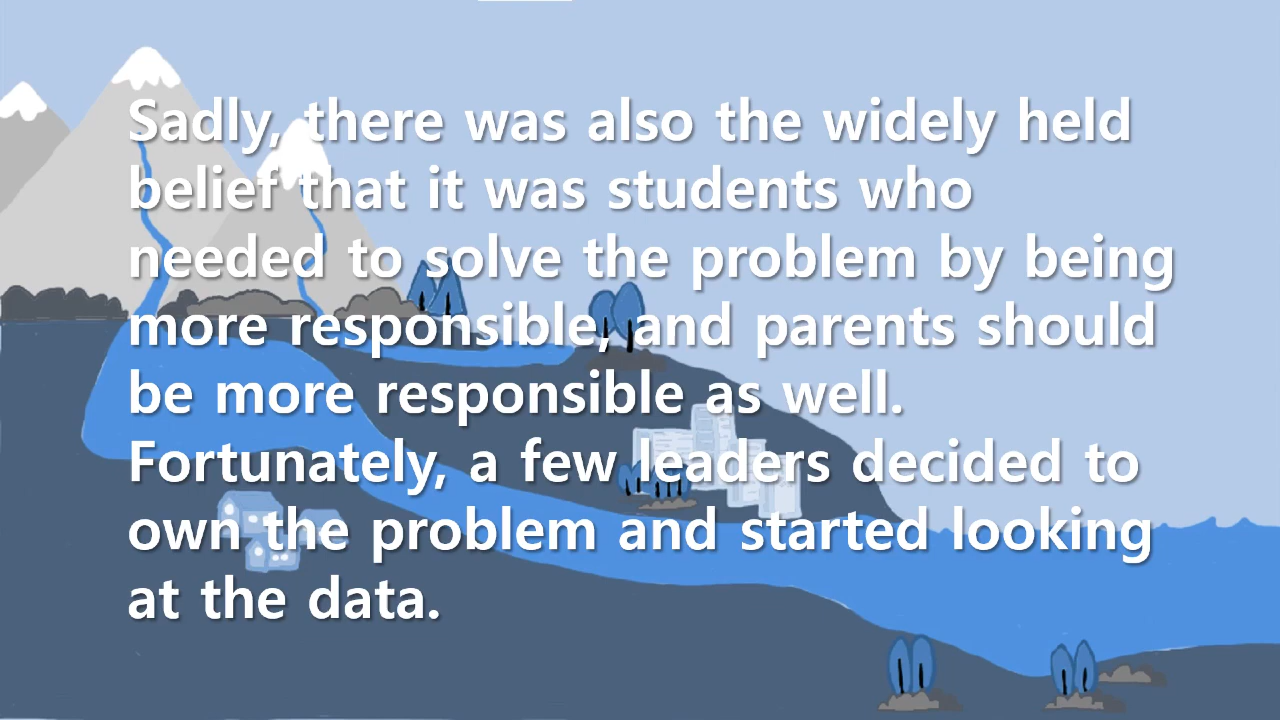 Sadly, there was also the widely held
belief that it was students who
needed to solve the problem by being
more responsible, and parents should
be more responsible as well.
Fortunately, a few leaders decided to
own the problem and started looking
at the data.